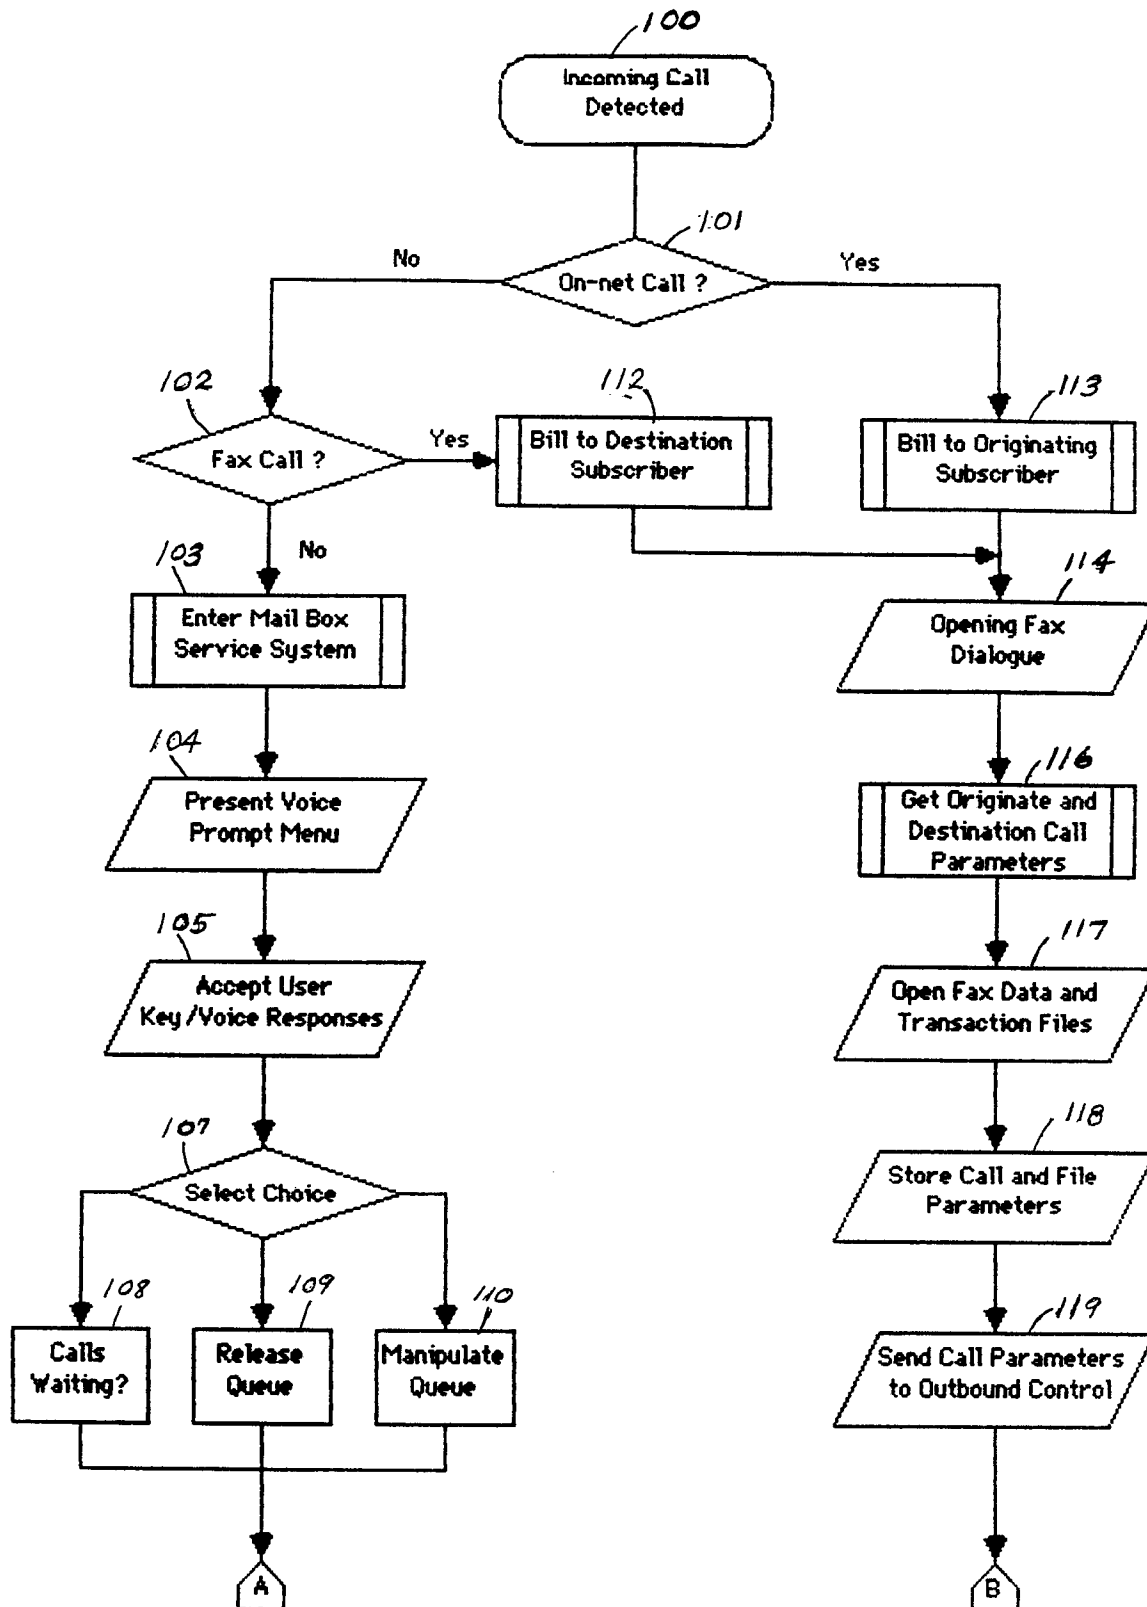 100
Incoming Call
Detected
101
No
On-net Call ?
Yes
102
Fax Call ?
Yes
112
Bill to Destination
Subscriber
113
Bill to Originating
Subscriber
No
103
Enter Mail Box
Service System
114
Opening Fax
Dialogue
104
Present Voice
Prompt Menu
116
Get Originate and
Destination Call
Parameters
105
Accept User
Key/Voice Responses
117
Open Fax Data and
Transaction Files
107
Select Choice
118
Store Call and File
Parameters
108
Calls
Waiting?
109
Release
Queue
110
Manipulate
Queue
119
Send Call Parameters
to Outbound Control
A
B